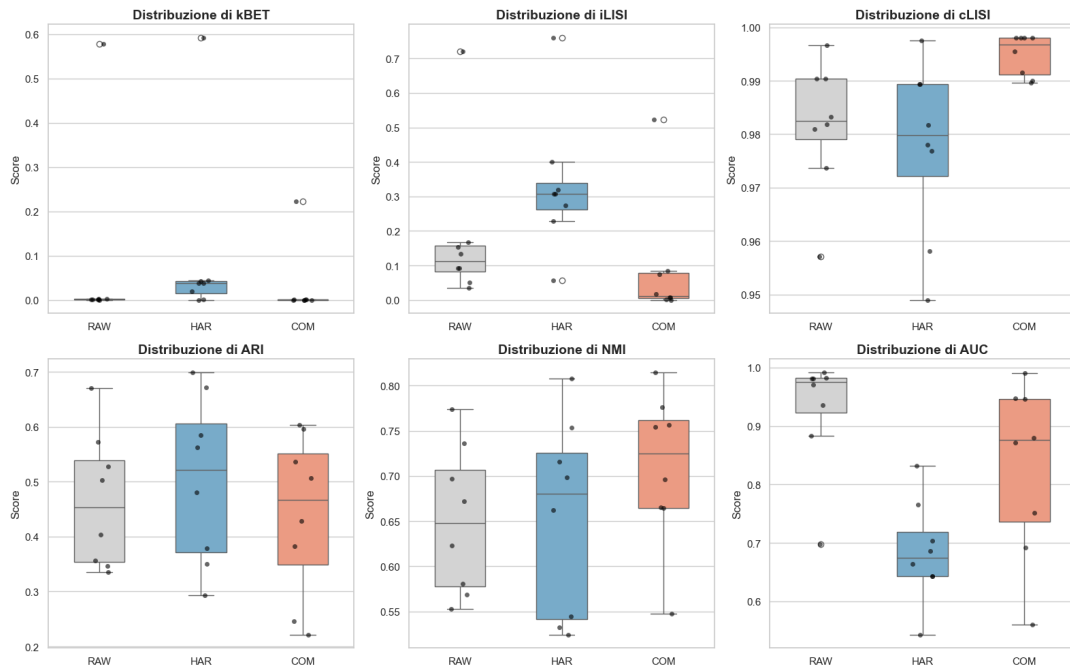 Distribuzione di kBET
Score
0.6
0.5
0.4
0.3
0.2
0.1
0.0
RAW HAR COM
Distribuzione di iLISI
Score
0.7
0.6
0.5
0.4
0.3
0.2
0.1
0.0
RAW HAR COM
Distribuzione di cLISI
Score
1.00
0.99
0.98
0.97
0.96
0.95
RAW HAR COM
Distribuzione di ARI
Score
0.7
0.6
0.5
0.4
0.3
0.2
RAW HAR COM
Distribuzione di NMI
Score
0.80
0.75
0.70
0.65
0.60
0.55
RAW HAR COM
Distribuzione di AUC
Score
1.0
0.9
0.8
0.7
0.6
RAW HAR COM